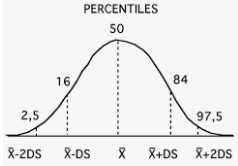 PERCENTILES
50
16 84
2,5 97,5
X̄-2DS X̄-DS X̄ X̄+DS X̄+2DS